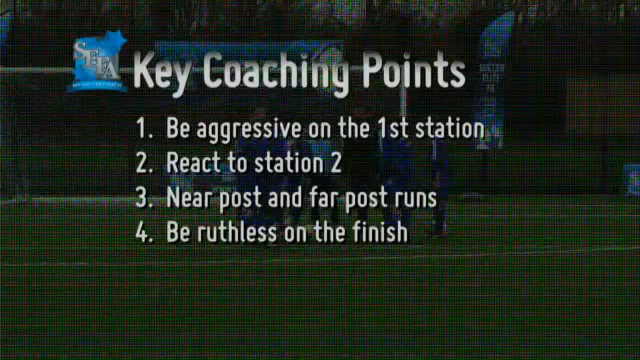 SEFA
Key Coaching Points
1. Be aggressive on the 1st station
2. React to station 2
3. Near post and far post runs
4. Be ruthless on the finish